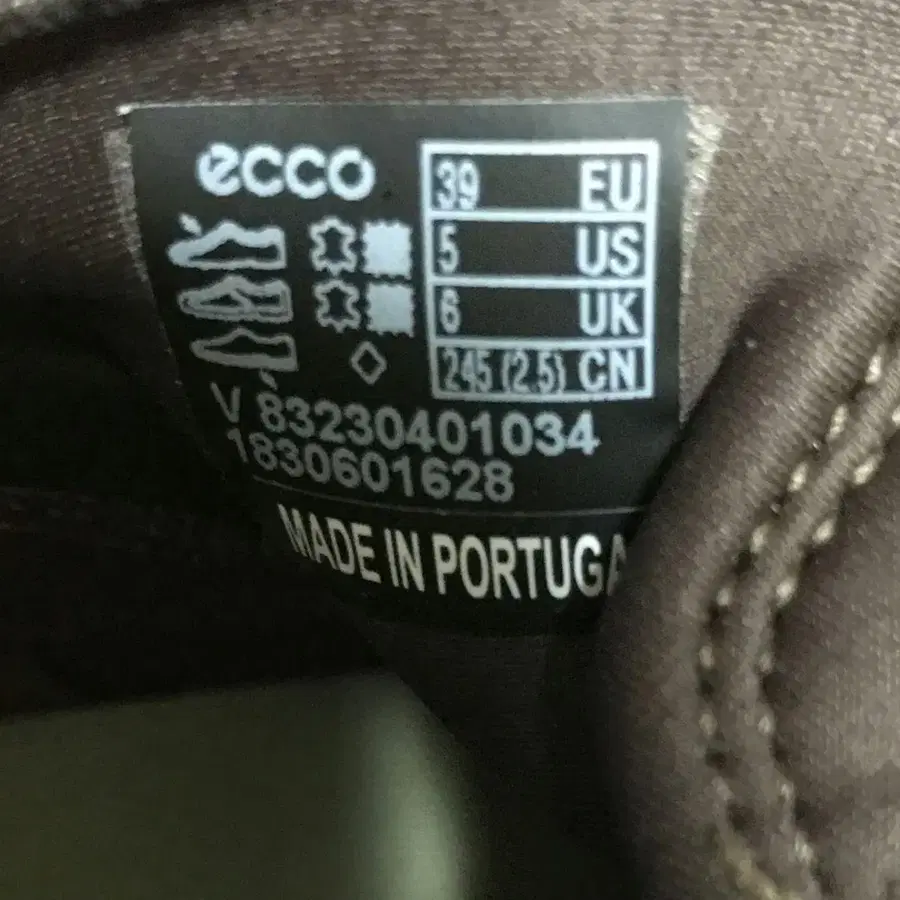 ecco
39 EU
5 US
6 UK
245 (2.5) CN
V 83230401034
1830601628
MADE IN PORTUGA